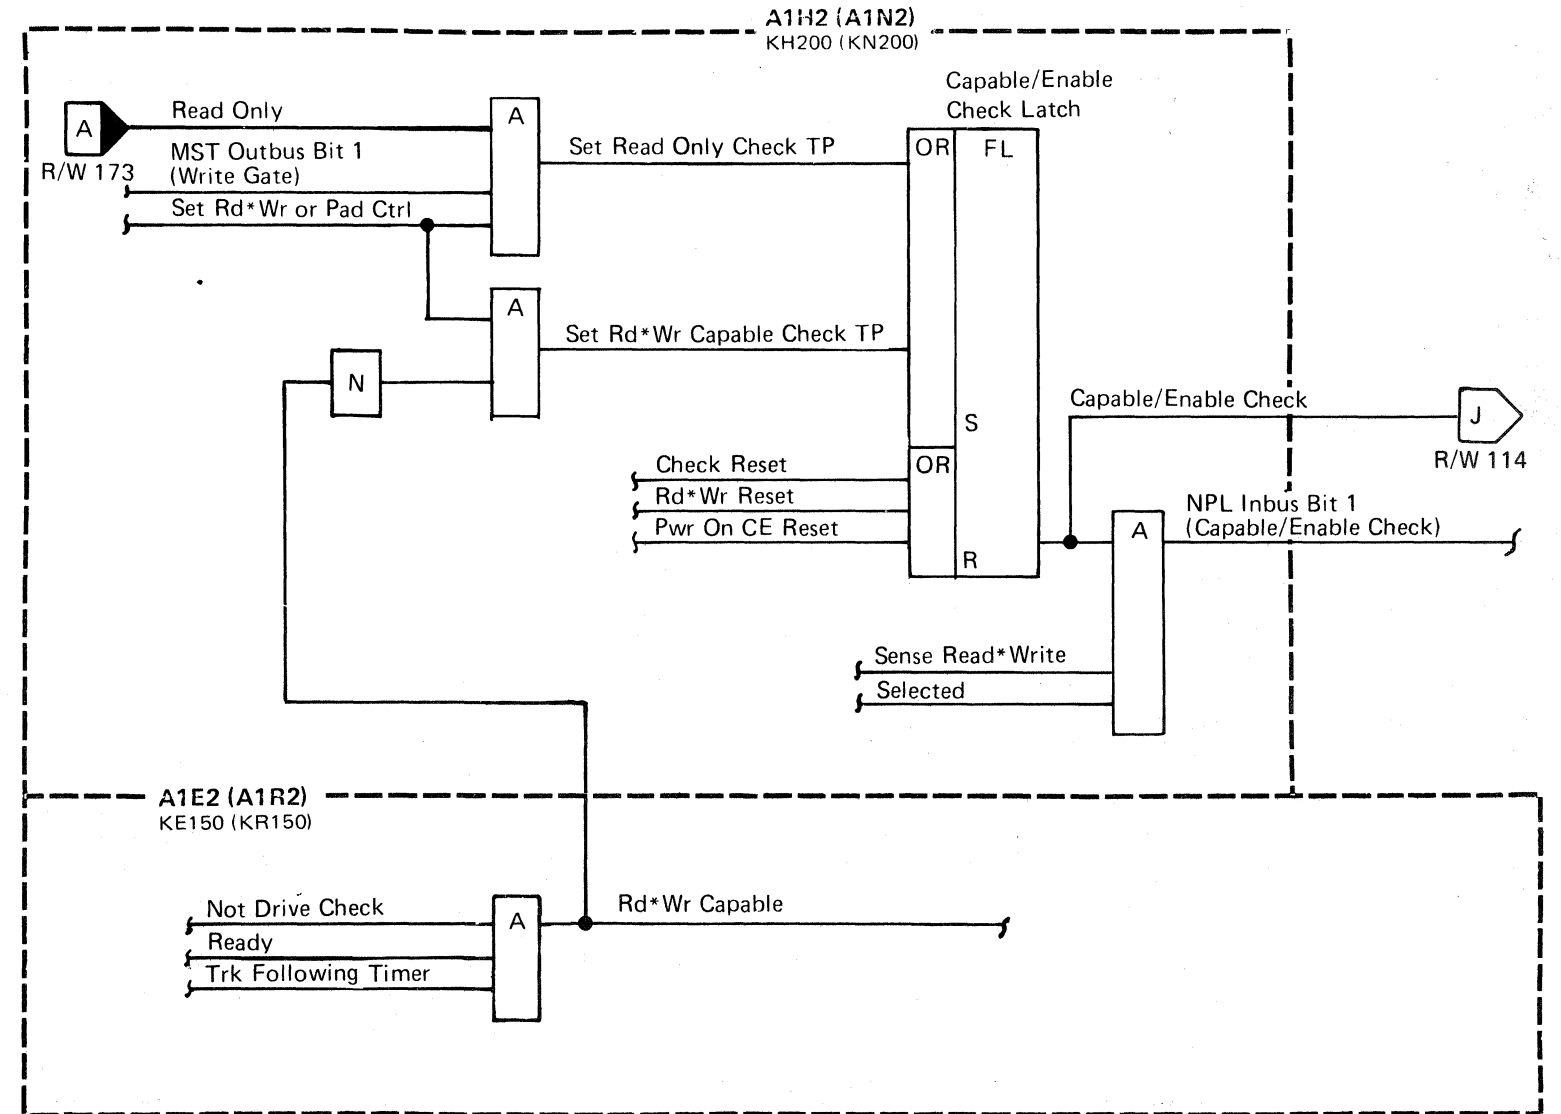 A1H2 (A1N2)
KH200 (KN200)
Capable/Enable
Check Latch
A
Read Only
R/W 173
MST Outbus Bit 1
(Write Gate)
Set Rd*Wr or Pad Ctrl
A
Set Read Only Check TP
OR
FL
A
Set Rd*Wr Capable Check TP
N
S
Capable/Enable Check
J
R/W 114
Check Reset
Rd*Wr Reset
Pwr On CE Reset
OR
R
A
NPL Inbus Bit 1
(Capable/Enable Check)
Sense Read*Write
Selected
A1E2 (A1R2)
KE150 (KR150)
Not Drive Check
Ready
Trk Following Timer
A
Rd*Wr Capable